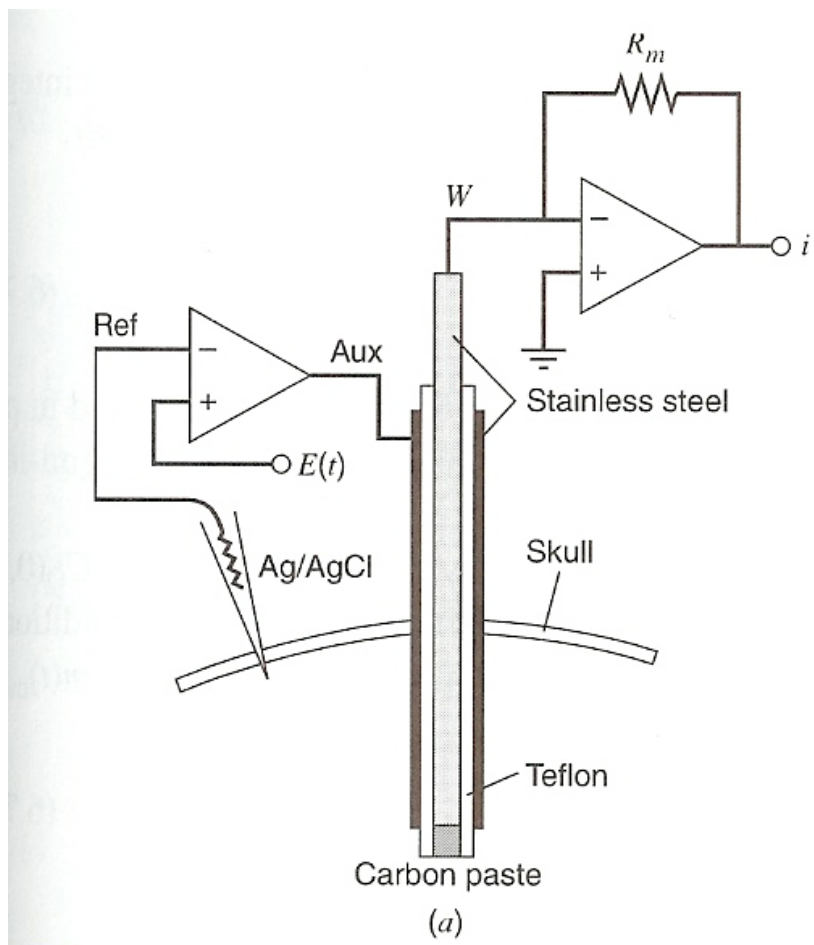 R_m
W
−
+
i
Ref
−
+
Aux
E(t)
Stainless steel
Ag/AgCl
Skull
Teflon
Carbon paste
(a)